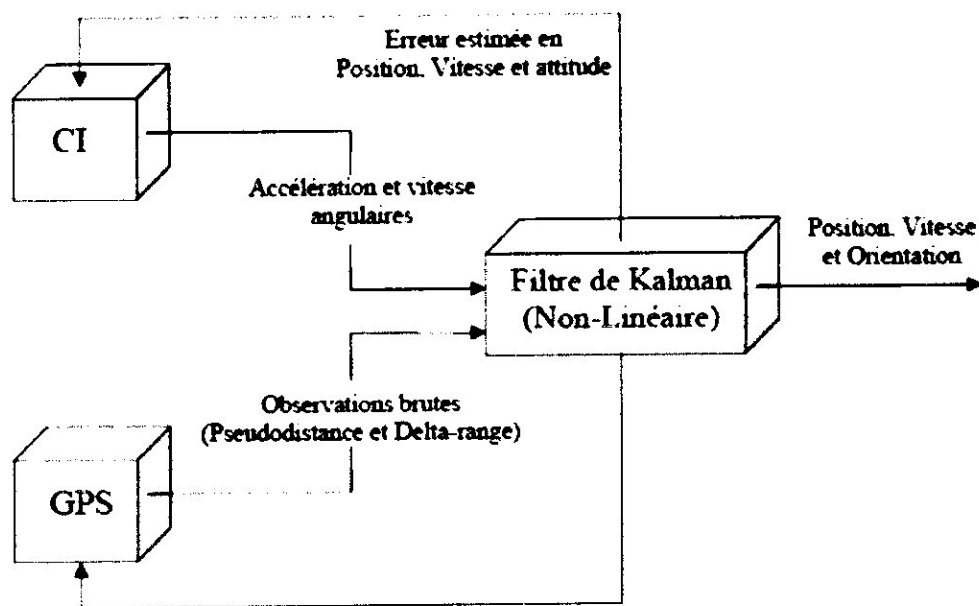 Erreur estimée en
Position. Vitesse et attitude
CI
Accélération et vitesse
angulaires
Position. Vitesse
et Orientation
Filtre de Kalman
(Non-Linéaire)
Observations brutes
(Pseudodistance et Delta-range)
GPS